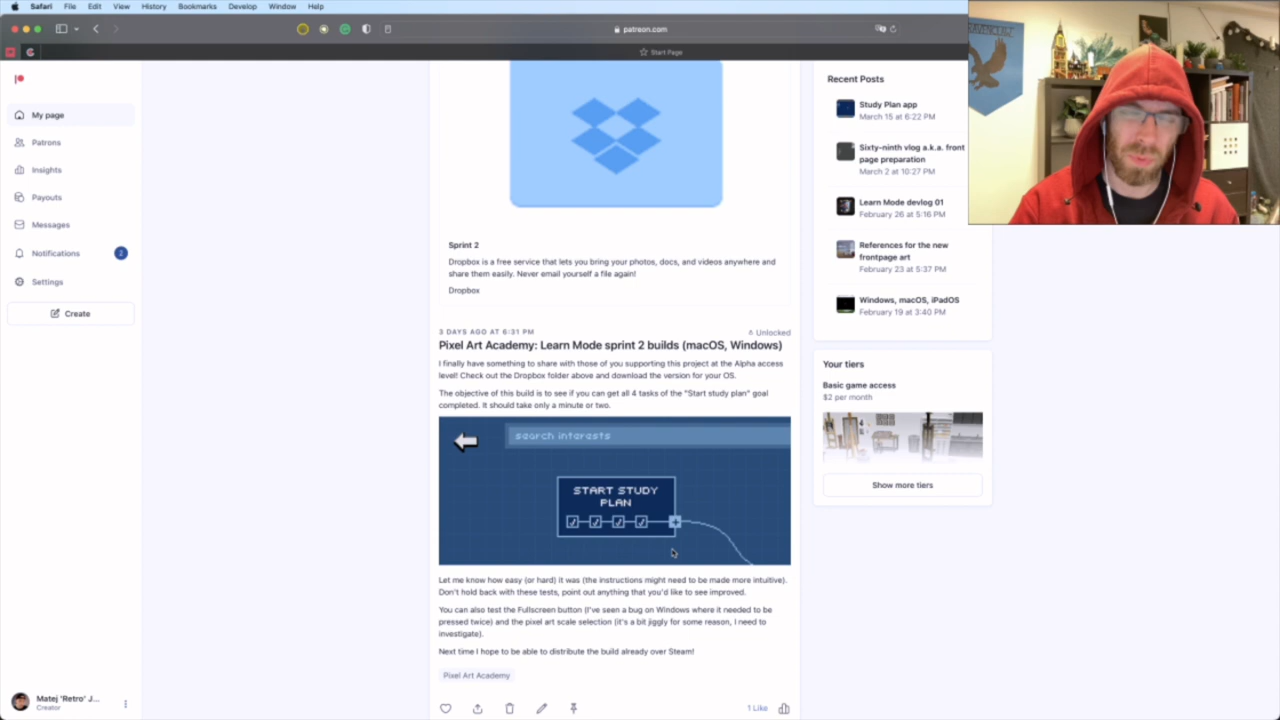 Safari File Edit View History Bookmarks Develop Window Help
patreon.com
Start Page
My page
Patrons
Insights
Payouts
Messages
Notifications 2
Settings
Create
Matej 'Retro' J...
Creator
Sprint 2
Dropbox is a free service that lets you bring your photos, docs, and videos anywhere and
share them easily. Never email yourself a file again!
Dropbox
3 DAYS AGO AT 6:31 PM
Unlocked
Pixel Art Academy: Learn Mode sprint 2 builds (macOS, Windows)
I finally have something to share with those of you supporting this project at the Alpha access
level! Check out the Dropbox folder above and download the version for your OS.
The objective of this build is to see if you can get all 4 tasks of the "Start study plan" goal
completed. It should take only a minute or two.
search interests
START STUDY
PLAN
Let me know how easy (or hard) it was (the instructions might need to be made more intuitive).
Don't hold back with these tests, point out anything that you'd like to see improved.
You can also test the Fullscreen button (I've seen a bug on Windows where it needed to be
pressed twice) and the pixel art scale selection (it's a bit jiggly for some reason, I need to
investigate).
Next time I hope to be able to distribute the build already over Steam!
Pixel Art Academy
1 Like
Recent Posts
Study Plan app
March 15 at 6:22 PM
Sixty-ninth vlog a.k.a. front
page preparation
March 2 at 10:27 PM
Learn Mode devlog 01
February 26 at 5:16 PM
References for the new
frontpage art
February 23 at 5:37 PM
Windows, macOS, iPadOS
February 19 at 3:40 PM
Your tiers
Basic game access
$2 per month
Show more tiers